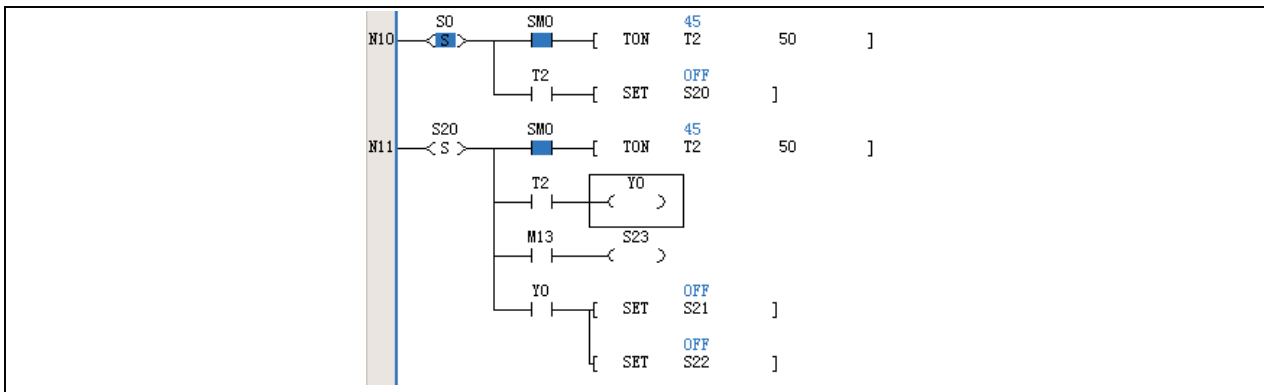 S0 SM0 45
N10 S [ TON T2 50 ]
T2 OFF
[ SET S20 ]
S20 SM0 45
N11 S [ TON T2 50 ]
T2 Y0
M13 S23
Y0 OFF
[ SET S21 ]
OFF
[ SET S22 ]